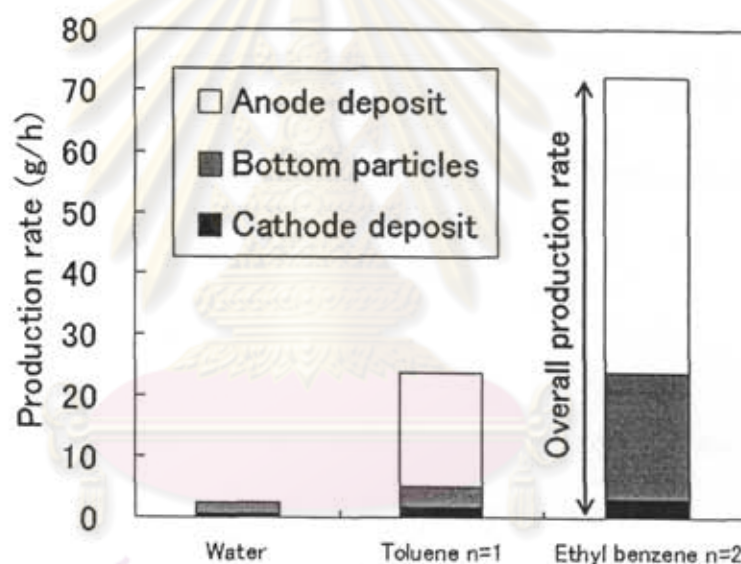 80
70
60
50
40
30
20
10
0
Production rate (g/h)
Anode deposit
Bottom particles
Cathode deposit
Overall production rate
Water
Toluene n=1
Ethyl benzene n=2